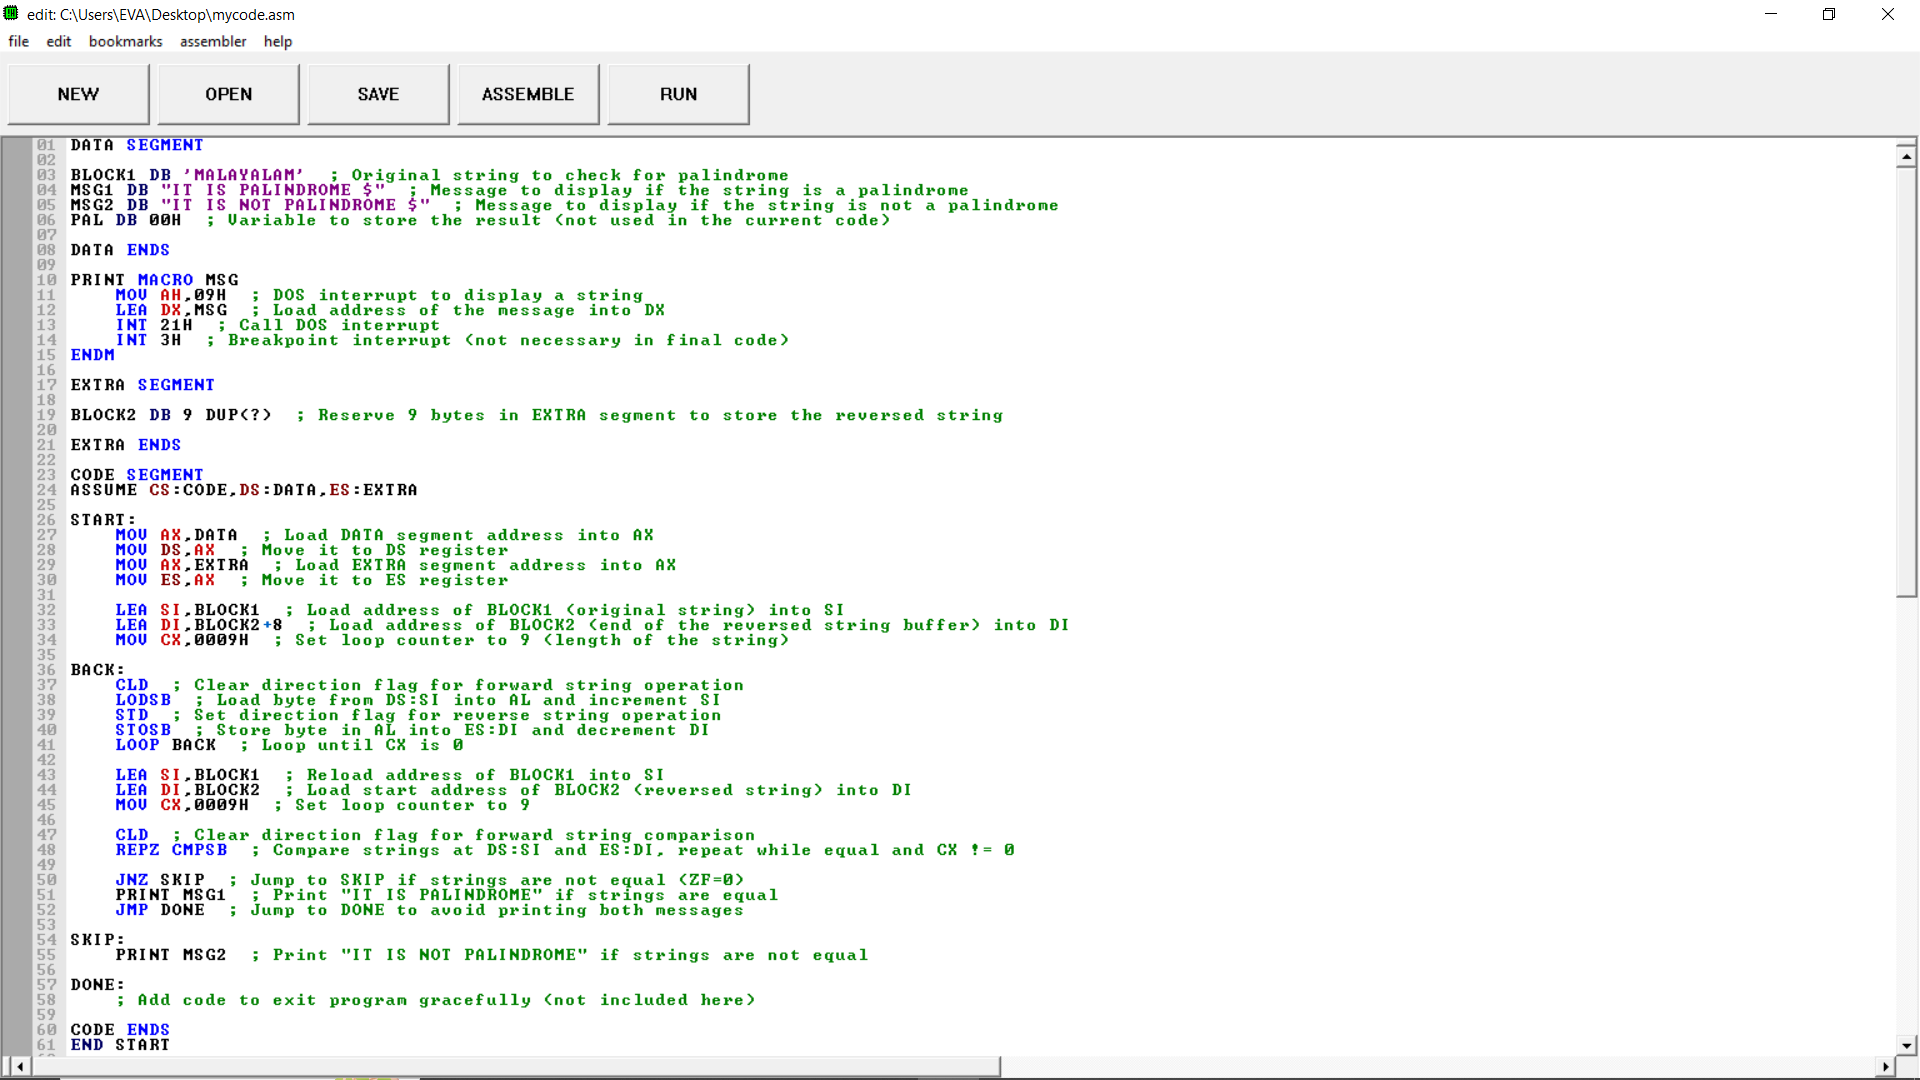 edit: C:\Users\EVA\Desktop\mycode.asm
file edit bookmarks assembler help
NEW OPEN SAVE ASSEMBLE RUN
01 DATA SEGMENT
02
03 BLOCK1 DB 'MALAYALAM' ; Original string to check for palindrome
04 MSG1 DB "IT IS PALINDROME $" ; Message to display if the string is a palindrome
05 MSG2 DB "IT IS NOT PALINDROME $" ; Message to display if the string is not a palindrome
06 PAL DB 00H ; Variable to store the result (not used in the current code)
07
08 DATA ENDS
09
10 PRINT MACRO MSG
11 MOV AH,09H ; DOS interrupt to display a string
12 LEA DX,MSG ; Load address of the message into DX
13 INT 21H ; Call DOS interrupt
14 INT 3H ; Breakpoint interrupt (not necessary in final code)
15 ENDM
16
17 EXTRA SEGMENT
18
19 BLOCK2 DB 9 DUP(?) ; Reserve 9 bytes in EXTRA segment to store the reversed string
20
21 EXTRA ENDS
22
23 CODE SEGMENT
24 ASSUME CS:CODE,DS:DATA,ES:EXTRA
25
26 START:
27 MOV AX,DATA ; Load DATA segment address into AX
28 MOV DS,AX ; Move it to DS register
29 MOV AX,EXTRA ; Load EXTRA segment address into AX
30 MOV ES,AX ; Move it to ES register
31
32 LEA SI,BLOCK1 ; Load address of BLOCK1 (original string) into SI
33 LEA DI,BLOCK2+8 ; Load address of BLOCK2 (end of the reversed string buffer) into DI
34 MOV CX,0009H ; Set loop counter to 9 (length of the string)
35
36 BACK:
37 CLD ; Clear direction flag for forward string operation
38 LODSB ; Load byte from DS:SI into AL and increment SI
39 STD ; Set direction flag for reverse string operation
40 STOSB ; Store byte in AL into ES:DI and decrement DI
41 LOOP BACK ; Loop until CX is 0
42
43 LEA SI,BLOCK1 ; Reload address of BLOCK1 into SI
44 LEA DI,BLOCK2 ; Load start address of BLOCK2 (reversed string) into DI
45 MOV CX,0009H ; Set loop counter to 9
46
47 CLD ; Clear direction flag for forward string comparison
48 REPZ CMPSB ; Compare strings at DS:SI and ES:DI, repeat while equal and CX != 0
49
50 JNZ SKIP ; Jump to SKIP if strings are not equal (ZF=0)
51 PRINT MSG1 ; Print "IT IS PALINDROME" if strings are equal
52 JMP DONE ; Jump to DONE to avoid printing both messages
53
54 SKIP:
55 PRINT MSG2 ; Print "IT IS NOT PALINDROME" if strings are not equal
56
57 DONE:
58 ; Add code to exit program gracefully (not included here)
59
60 CODE ENDS
61 END START